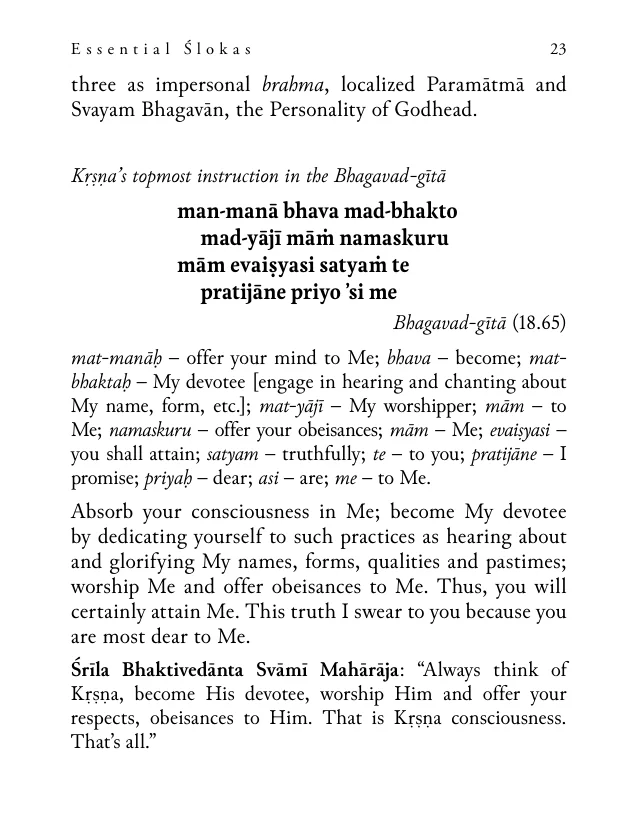 Essential Ślokas 23
three as impersonal brahma, localized Paramātmā and
Svayam Bhagavān, the Personality of Godhead.
Kṛṣṇa’s topmost instruction in the Bhagavad-gītā
man-manā bhava mad-bhakto
mad-yājī māṁ namaskuru
mām evaiṣyasi satyaṁ te
pratijāne priyo ’si me
Bhagavad-gītā (18.65)
mat-manāḥ – offer your mind to Me; bhava – become; mat-
bhaktaḥ – My devotee [engage in hearing and chanting about
My name, form, etc.]; mat-yājī – My worshipper; mām – to
Me; namaskuru – offer your obeisances; mām – Me; evaiṣyasi –
you shall attain; satyam – truthfully; te – to you; pratijāne – I
promise; priyaḥ – dear; asi – are; me – to Me.
Absorb your consciousness in Me; become My devotee
by dedicating yourself to such practices as hearing about
and glorifying My names, forms, qualities and pastimes;
worship Me and offer obeisances to Me. Thus, you will
certainly attain Me. This truth I swear to you because you
are most dear to Me.
Śrīla Bhaktivedānta Svāmī Mahārāja: “Always think of
Kṛṣṇa, become His devotee, worship Him and offer your
respects, obeisances to Him. That is Kṛṣṇa consciousness.
That’s all.”